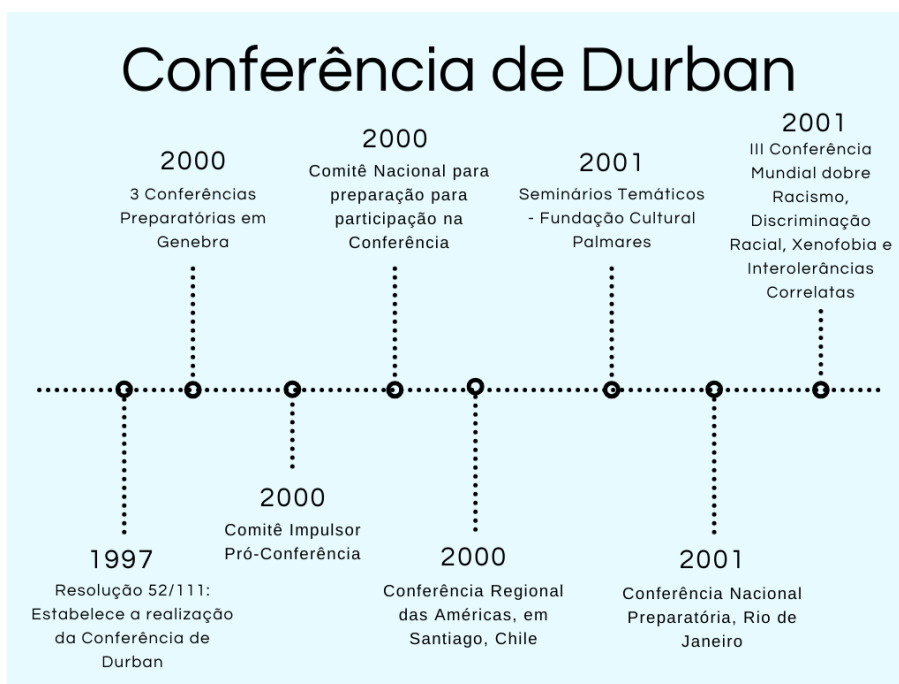 Conferência de Durban
2000
3 Conferências
Preparatórias em
Genebra
2000
Comitê Nacional para
preparação para
participação na
Conferência
2001
Seminários Temáticos
- Fundação Cultural
Palmares
2001
III Conferência
Mundial dobre
Racismo,
Discriminação
Racial, Xenofobia e
Interolerâncias
Correlatas
1997
Resolução 52/111:
Estabelece a realização
da Conferência de
Durban
2000
Comitê Impulsor
Pró-Conferência
2000
Conferência Regional
das Américas, em
Santiago, Chile
2001
Conferência Nacional
Preparatória, Rio de
Janeiro